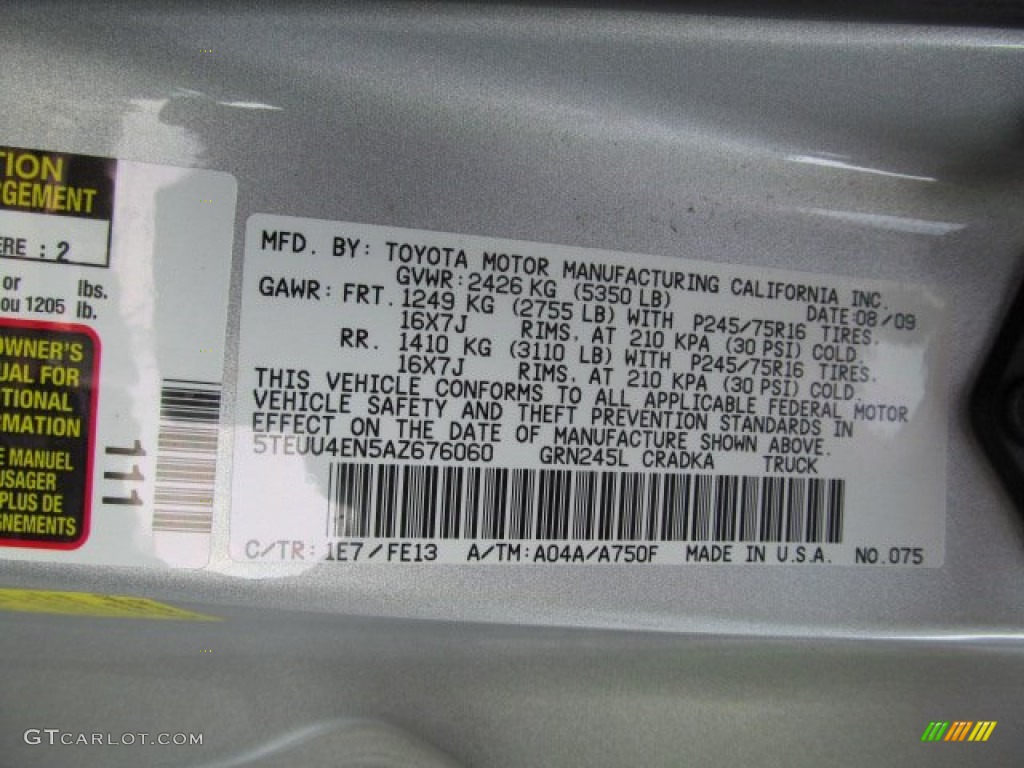 TION
RGEMENT
ERE : 2
or lbs.
ou 1205 lb.
OWNER'S
UAL FOR
ITIONAL
RMATION
E MANUEL
USAGER
PLUS DE
GNEMENTS
111
MFD. BY: TOYOTA MOTOR MANUFACTURING CALIFORNIA INC.
GVWR: 2426 KG (5350 LB) DATE: 08/09
GAWR: FRT. 1249 KG (2755 LB) WITH P245/75R16 TIRES.
16X7J RIMS, AT 210 KPA (30 PSI) COLD.
RR. 1410 KG (3110 LB) WITH P245/75R16 TIRES.
16X7J RIMS, AT 210 KPA (30 PSI) COLD.
THIS VEHICLE CONFORMS TO ALL APPLICABLE FEDERAL MOTOR
VEHICLE SAFETY AND THEFT PREVENTION STANDARDS IN
EFFECT ON THE DATE OF MANUFACTURE SHOWN ABOVE.
5TEUU4EN5AZ676060 GRN245L CRADKA TRUCK
C/TR: 1E7/FE13 A/TM: A04A/A750F MADE IN U.S.A. NO. 075
GTCARLOT.COM